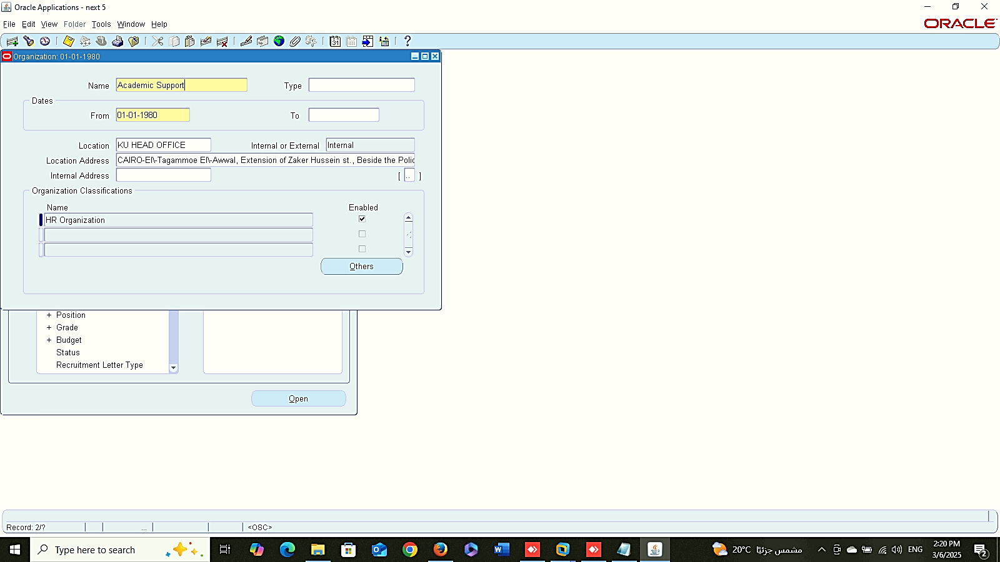 Oracle Applications - next 5
File Edit View Folder Tools Window Help
ORACLE
31
?
Organization: 01-01-1980
Name Academic Support Type
Dates
From 01-01-1980 To
Location KU HEAD OFFICE Internal or External Internal
Location Address CAIRO-El\-Tagammoe El\-Awwal, Extension of Zaker Hussein st., Beside the Polic
Internal Address [ .. ]
Organization Classifications
Name Enabled
HR Organization
Others
+ Position
+ Grade
+ Budget
Status
Recruitment Letter Type
Open
Record: 2/? ... <OSC>
Type here to search
20°C مشمس جزئيًا ENG 2:20 PM
3/6/2025
2